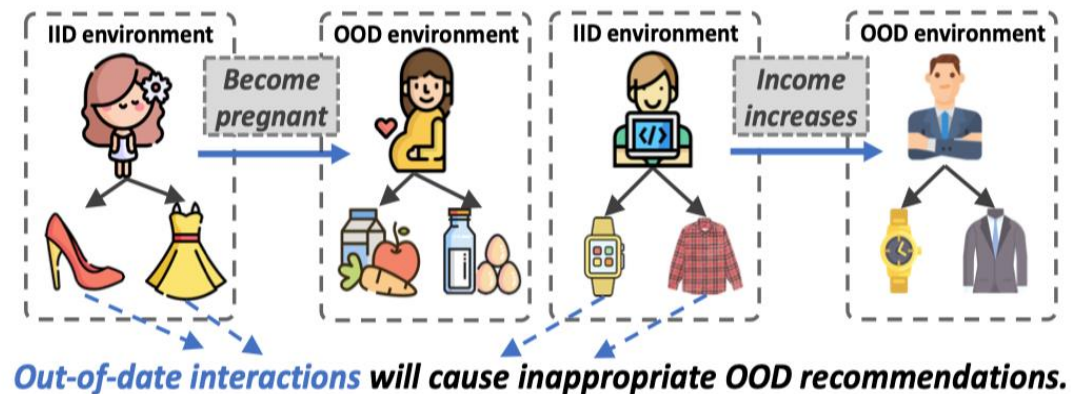 IID environment
OOD environment
IID environment
OOD environment
Become
pregnant
Income
increases
</>
Out-of-date interactions will cause inappropriate OOD recommendations.